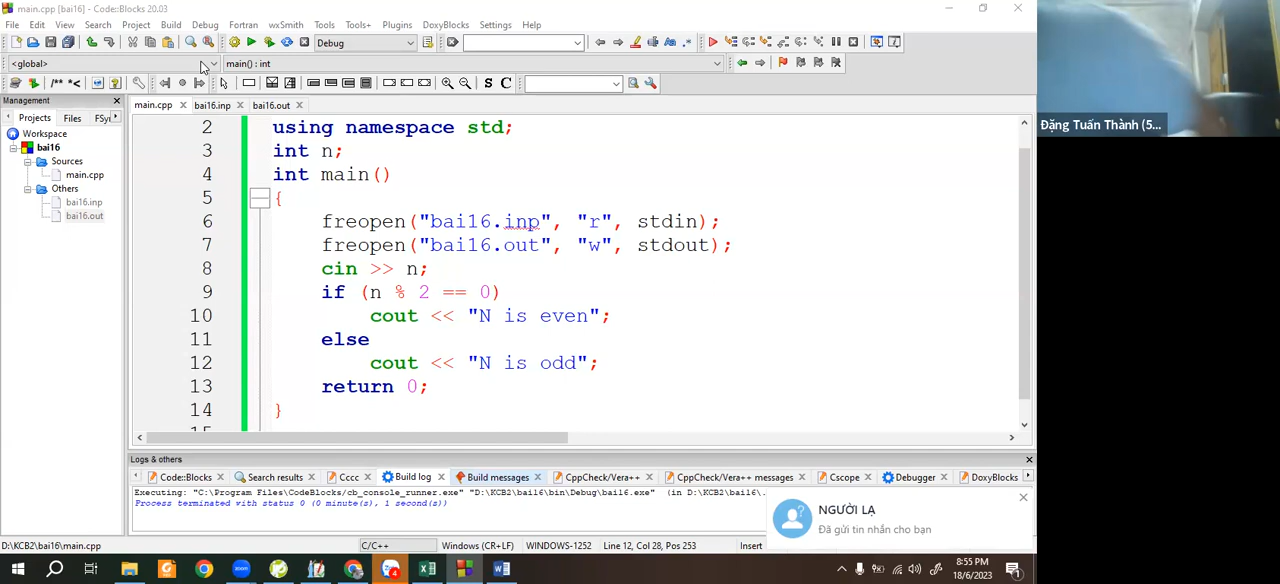 main.cpp [bai16] - Code::Blocks 20.03
File Edit View Search Project Build Debug Fortran wxSmith Tools Tools+ Plugins DoxyBlocks Settings Help
Debug
<global> main() : int
/** *< S C
Management
main.cpp bai16.inp bai16.out
Projects Files FSy
Workspace
bai16
Sources
main.cpp
Others
bai16.inp
bai16.out
2 using namespace std;
3 int n;
4 int main()
5 {
6 freopen("bai16.inp", "r", stdin);
7 freopen("bai16.out", "w", stdout);
8 cin >> n;
9 if (n % 2 == 0)
10 cout << "N is even";
11 else
12 cout << "N is odd";
13 return 0;
14 }
15
Logs & others
Code::Blocks Search results Cccc Build log Build messages CppCheck/Vera++ CppCheck/Vera++ messages Cscope Debugger DoxyBlocks
Executing: "C:\Program Files\CodeBlocks/cb_console_runner.exe" "D:\KCB2\bai16\bin\Debug\bai16.exe" (in D:\KCB2\bai16\.
Process terminated with status 0 (0 minute(s), 1 second(s))
NGƯỜI LẠ
Đã gửi tin nhắn cho bạn
D:\KCB2\bai16\main.cpp C/C++ Windows (CR+LF) WINDOWS-1252 Line 12, Col 28, Pos 253 Insert
zoom 4
8:55 PM
18/6/2023
1
Đặng Tuấn Thành (5...